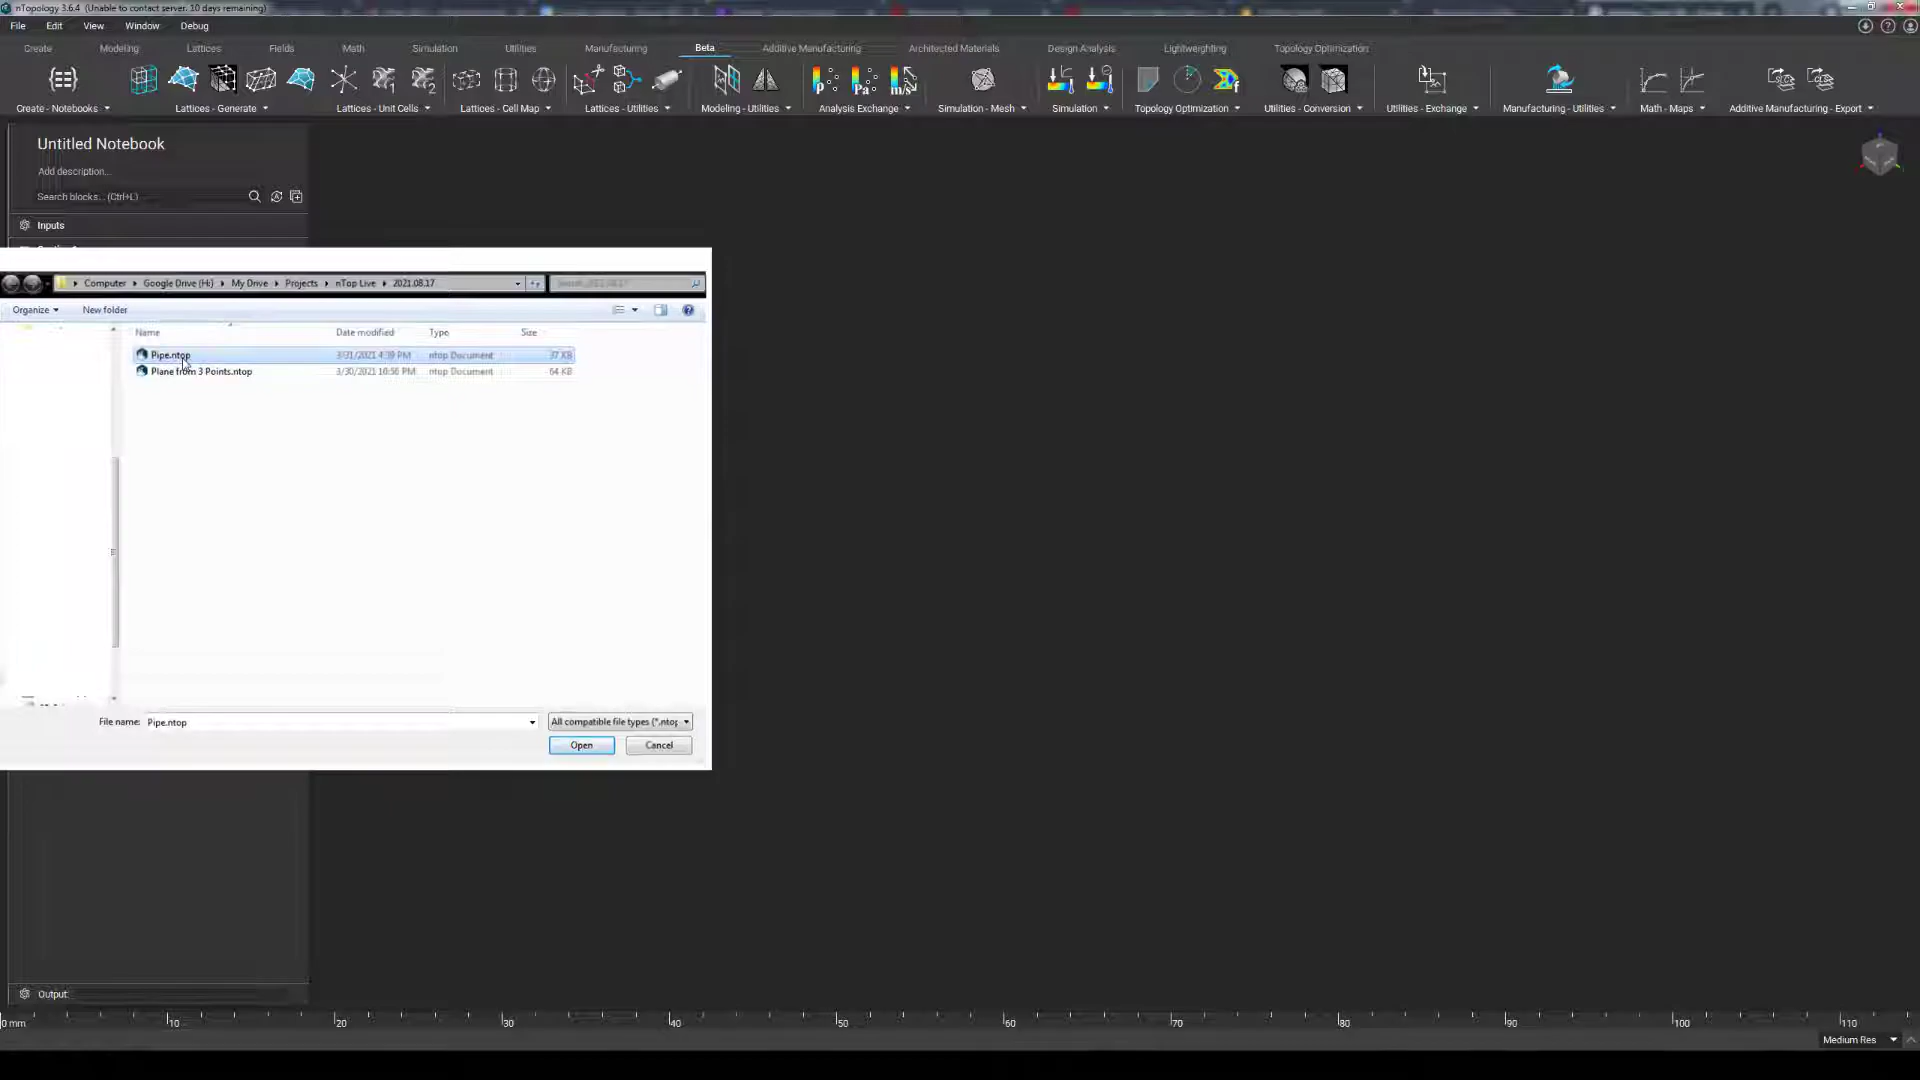 nTopology 3.6.4 (Unable to contact server. 10 days remaining)
File Edit View Window Debug
Create Modeling Lattices Fields Math Simulation Utilities Manufacturing Beta Additive Manufacturing Architected Materials Design Analysis Lightweighting Topology Optimization
Create - Notebooks Lattices - Generate Lattices - Unit Cells Lattices - Cell Map Lattices - Utilities Modeling - Utilities Analysis Exchange Simulation - Mesh Simulation Topology Optimization Utilities - Conversion Utilities - Exchange Manufacturing - Utilities Math - Maps Additive Manufacturing - Export
Untitled Notebook
Add description...
Search blocks... (Ctrl+L)
Inputs
Computer Google Drive (H:) My Drive Projects nTop Live 2021.08.17
Organize New folder
Name Date modified Type Size
Pipe.ntop 3/31/2021 4:39 PM ntop Document 37 KB
Plane from 3 Points.ntop 3/30/2021 10:56 PM ntop Document 64 KB
File name: Pipe.ntop All compatible file types (*.ntop
Open Cancel
Output:
0 mm 10 20 30 40 50 60 70 80 90 100 110
Medium Res